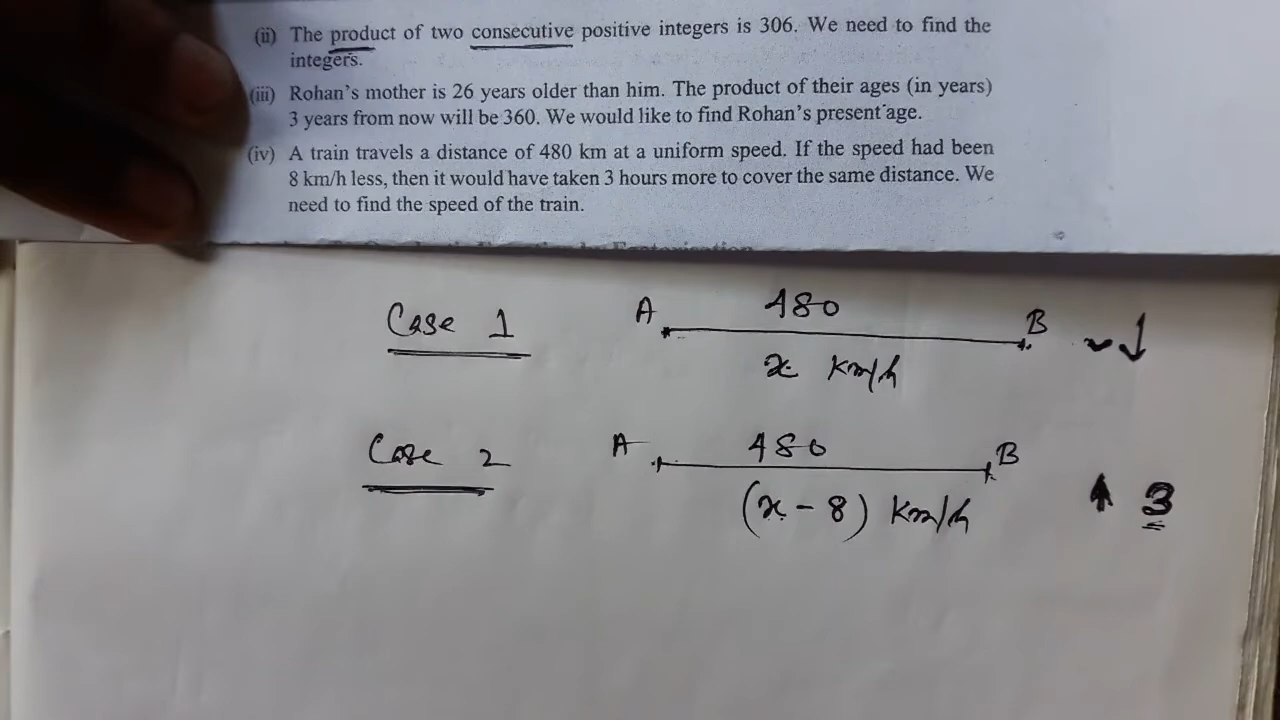 (ii) The product of two consecutive positive integers is 306. We need to find the
integers.
(iii) Rohan's mother is 26 years older than him. The product of their ages (in years)
3 years from now will be 360. We would like to find Rohan's present age.
(iv) A train travels a distance of 480 km at a uniform speed. If the speed had been
8 km/h less, then it would have taken 3 hours more to cover the same distance. We
need to find the speed of the train.
Case 1 A 480 B ↓
x km/h
Case 2 A 480 B
(x - 8) km/h ↑ 3